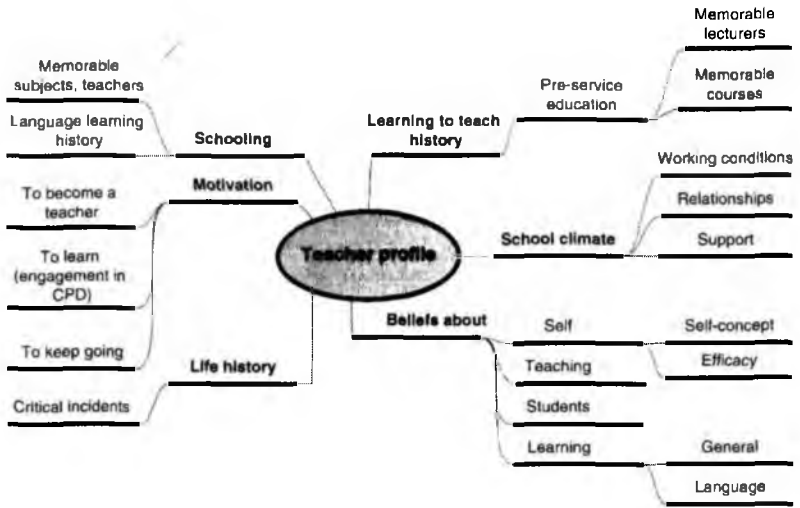 Memorable
lecturers
Memorable
subjects, teachers
Pre-service
education
Memorable
courses
Language learning
history
Schooling
Learning to teach
history
Working conditions
To become a
teacher
Motivation
Relationships
School climate
Support
Teacher profile
To learn
(engagement in
CPD)
Beliefs about
Self
Self-concept
Efficacy
To keep going
Life history
Teaching
Critical incidents
Students
Learning
General
Language